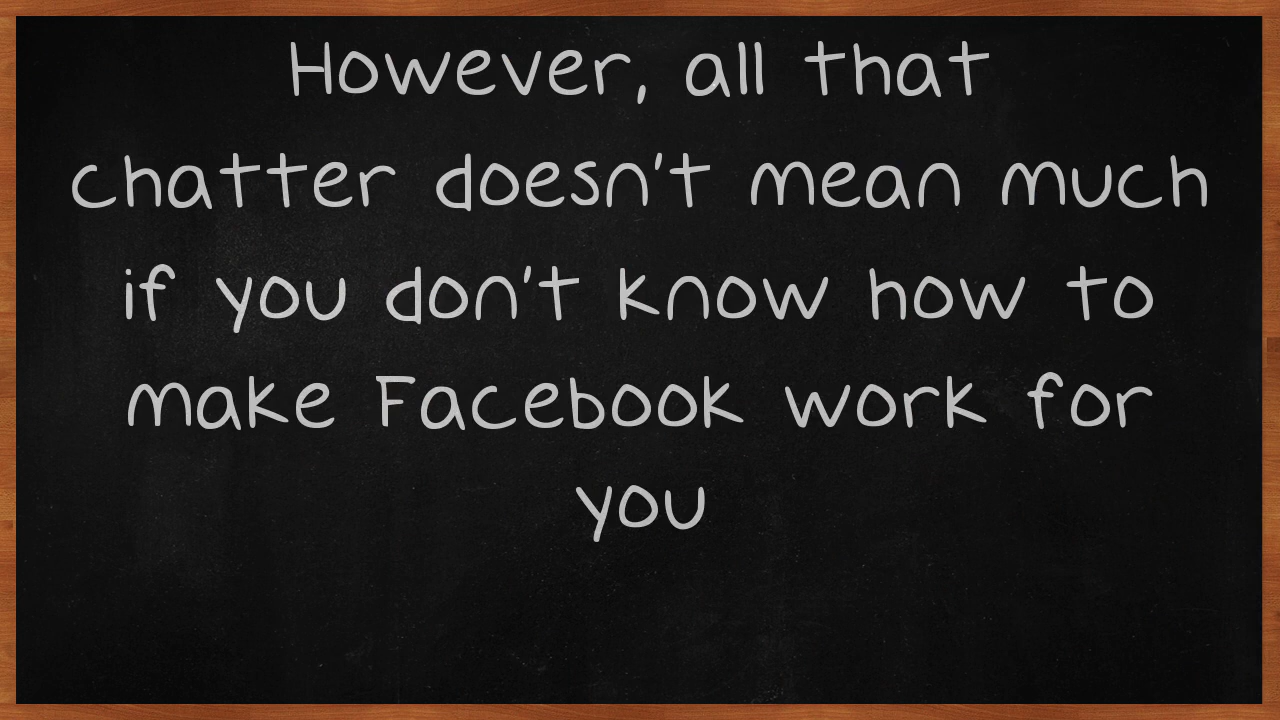 However, all that
chatter doesn't mean much
if you don't know how to
make Facebook work for
you